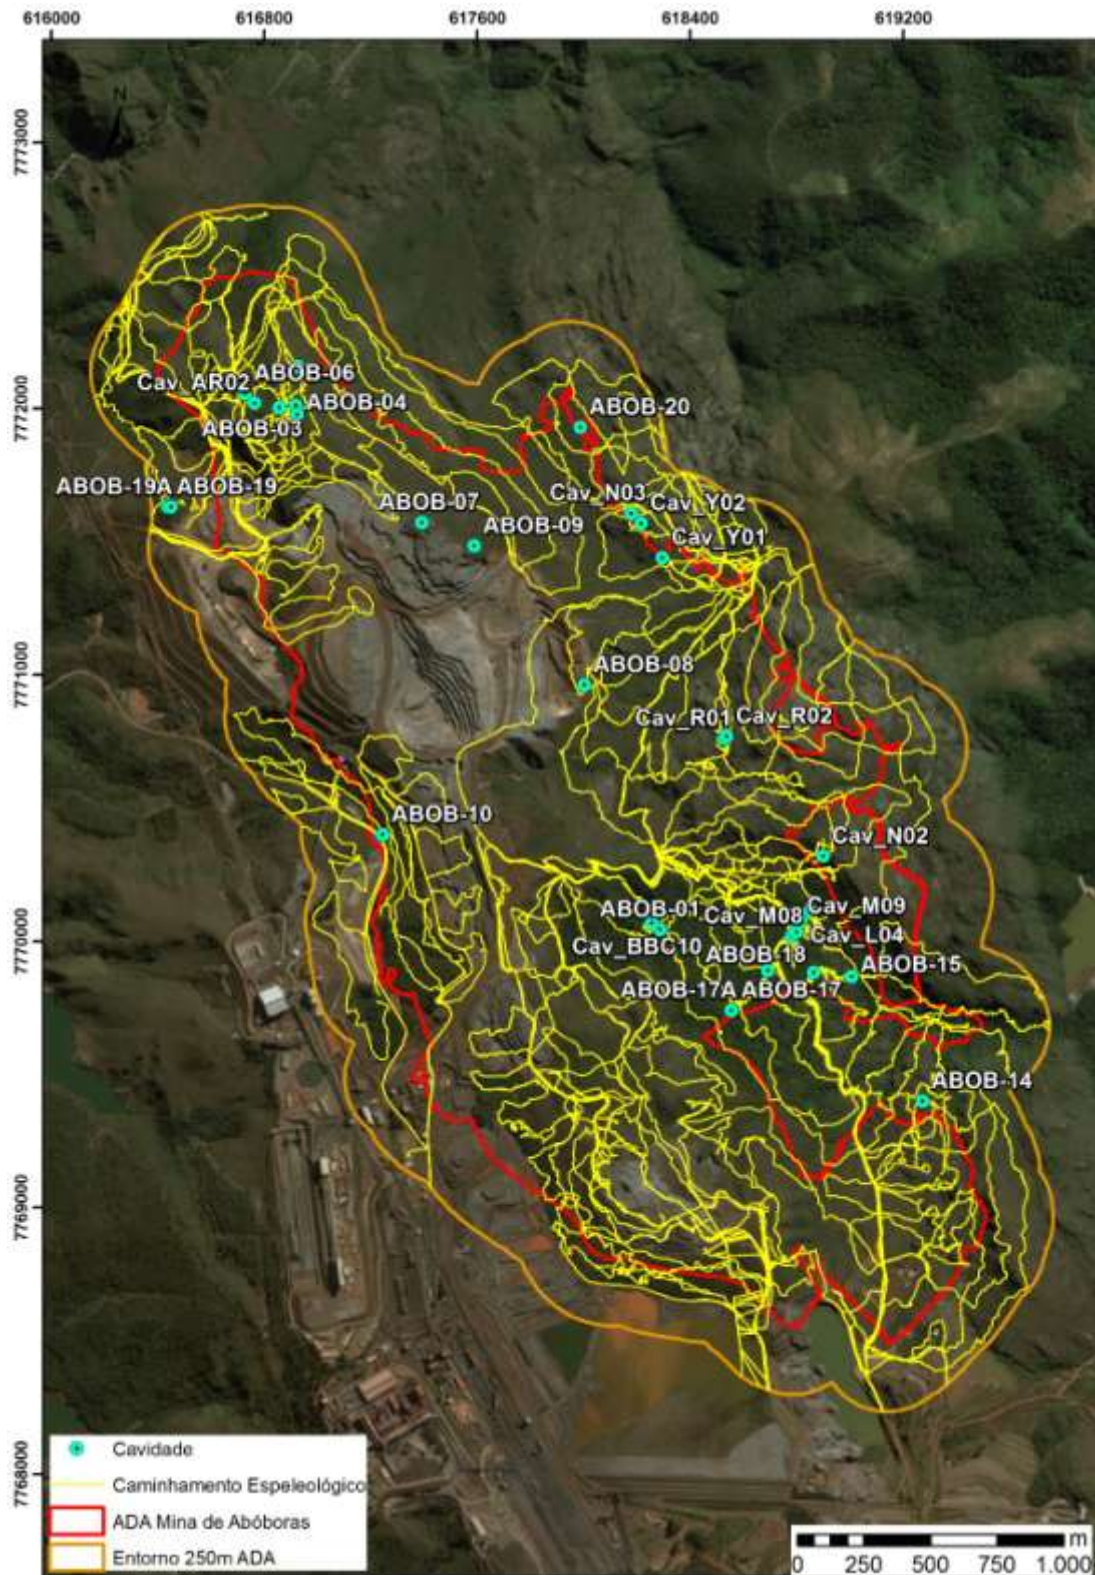 616000 616800 617600 618400 619200
7773000
N
Cav_AR02 ABOB-06
ABOB-04
7772000
ABOB-03
ABOB-20
ABOB-19A ABOB-19
ABOB-07
Cav_N03 Cav_Y02
ABOB-09
Cav_Y01
7771000
ABOB-08
Cav_R01 Cav_R02
ABOB-10
Cav_N02
ABOB-01 Cav_M08 Cav_M09
7770000
Cav_BBC10 ABOB-18 Cav_L04
ABOB-15
ABOB-17A ABOB-17
ABOB-14
7769000
7768000
Cavidade
Caminhamento Espeleológico
ADA Mina de Abóboras
Entorno 250m ADA
m
0 250 500 750 1.000